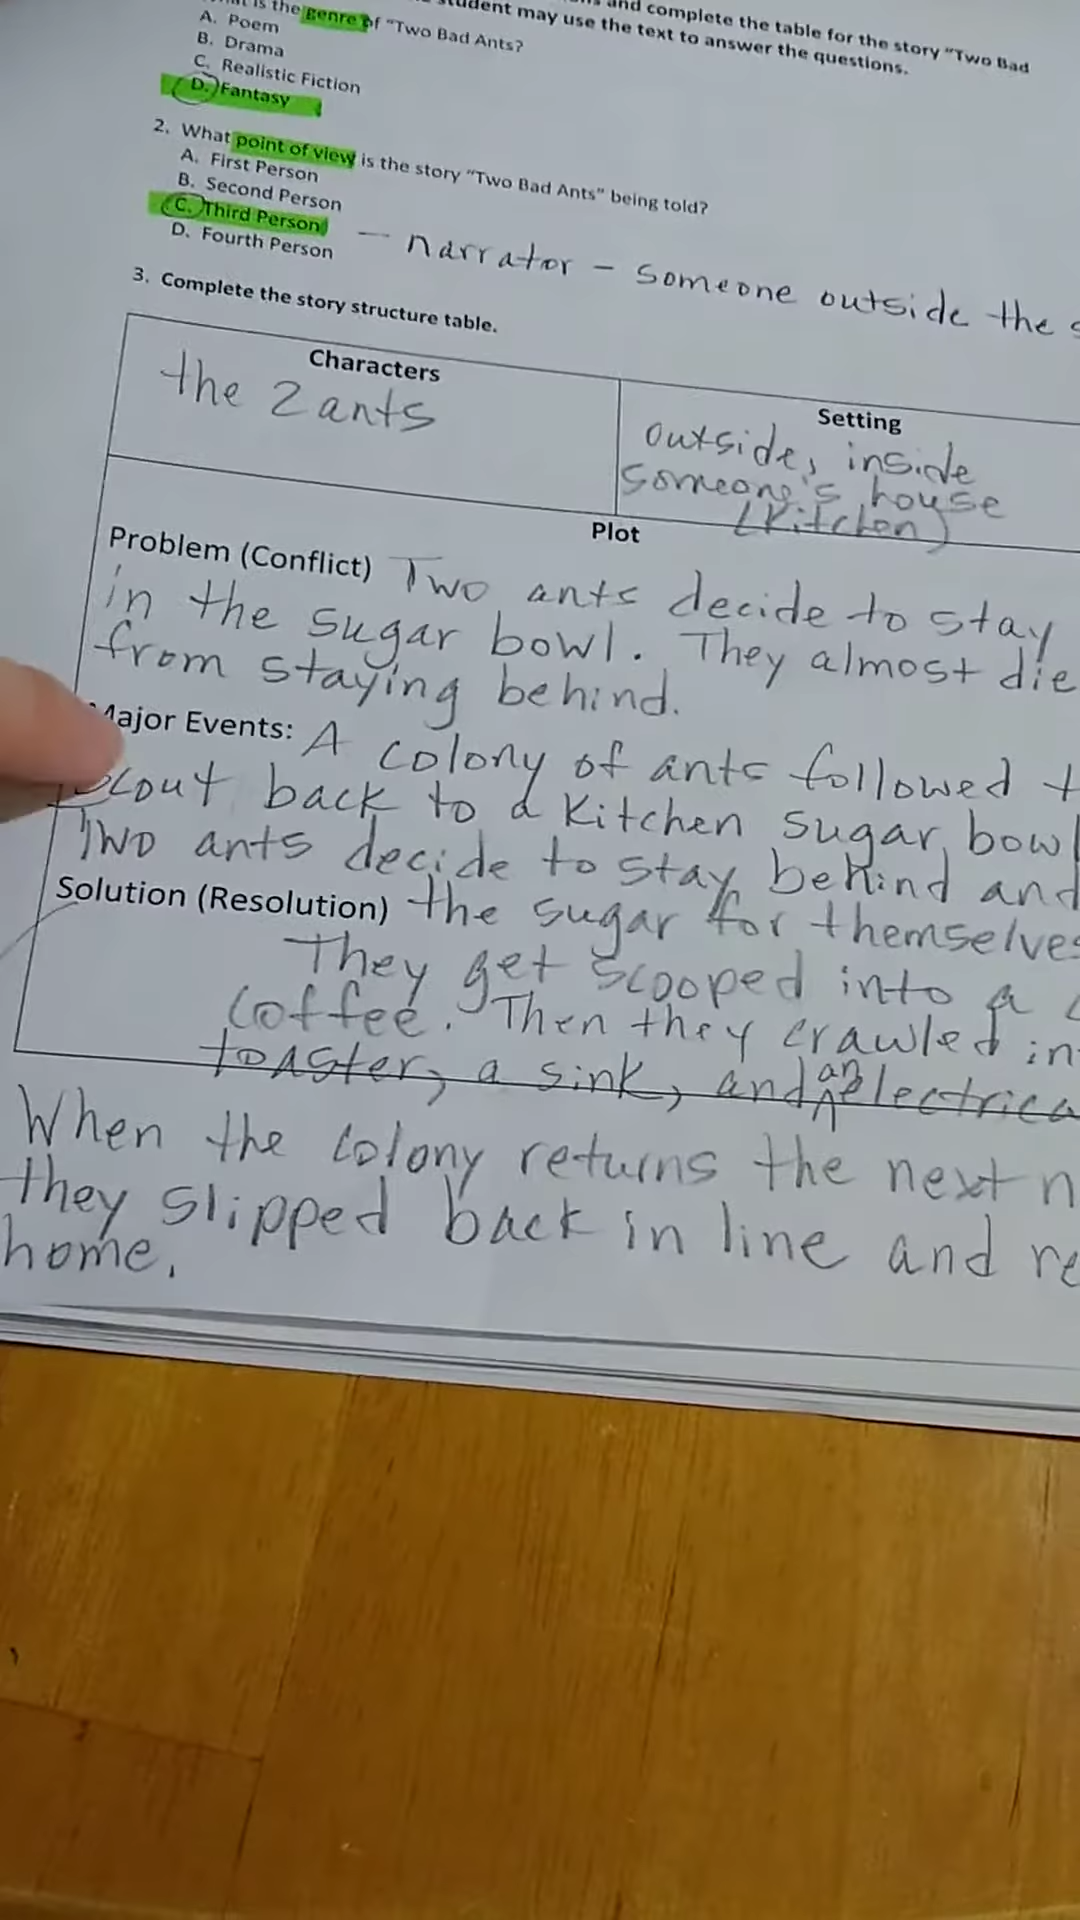 is the genre of "Two Bad Ants?
and complete the table for the story "Two Bad
student may use the text to answer the questions.
A. Poem
B. Drama
C. Realistic Fiction
D. Fantasy
2. What point of view is the story "Two Bad Ants" being told?
A. First Person
B. Second Person
C. Third Person
D. Fourth Person
— narrator - someone outside the
3. Complete the story structure table.
Characters
the 2 ants
Setting
outside, inside
someone's house
(kitchen)
Plot
Problem (Conflict) Two ants decide to stay
in the sugar bowl. They almost die
from staying behind.
Major Events: A colony of ants followed
scout back to a kitchen sugar bowl
Two ants decide to stay behind and
Solution (Resolution) the sugar for themselves
They get scooped into a
coffee. Then they crawled in
toaster, a sink, and an electrica
When the colony returns the next n
they slipped back in line and re
home.